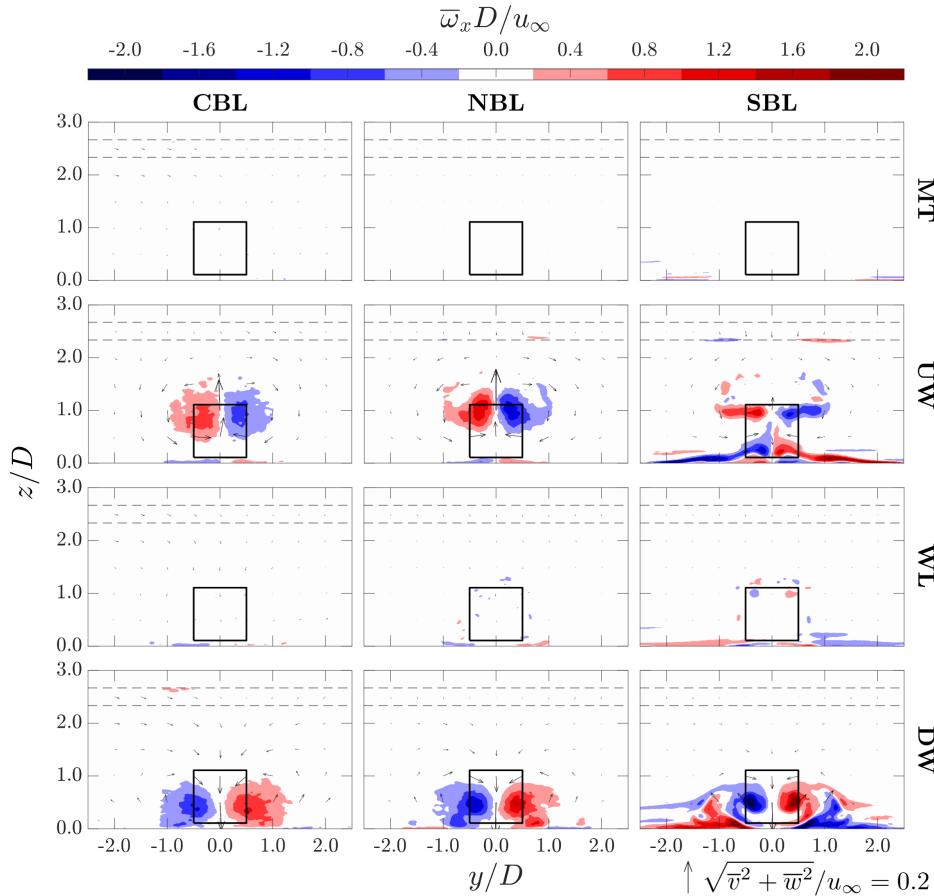 ω̅ₓD/u∞
-2.0 -1.6 -1.2 -0.8 -0.4 0.0 0.4 0.8 1.2 1.6 2.0
CBL NBL SBL
3.0
2.0
1.0
0.0
MT
3.0
2.0
1.0
0.0
UW
z/D
3.0
2.0
1.0
0.0
WL
3.0
2.0
1.0
0.0
DW
-2.0 -1.0 0.0 1.0 2.0 -2.0 -1.0 0.0 1.0 2.0 -2.0 -1.0 0.0 1.0 2.0
y/D
↑ √(v̅² + w̅²)/u∞ = 0.2